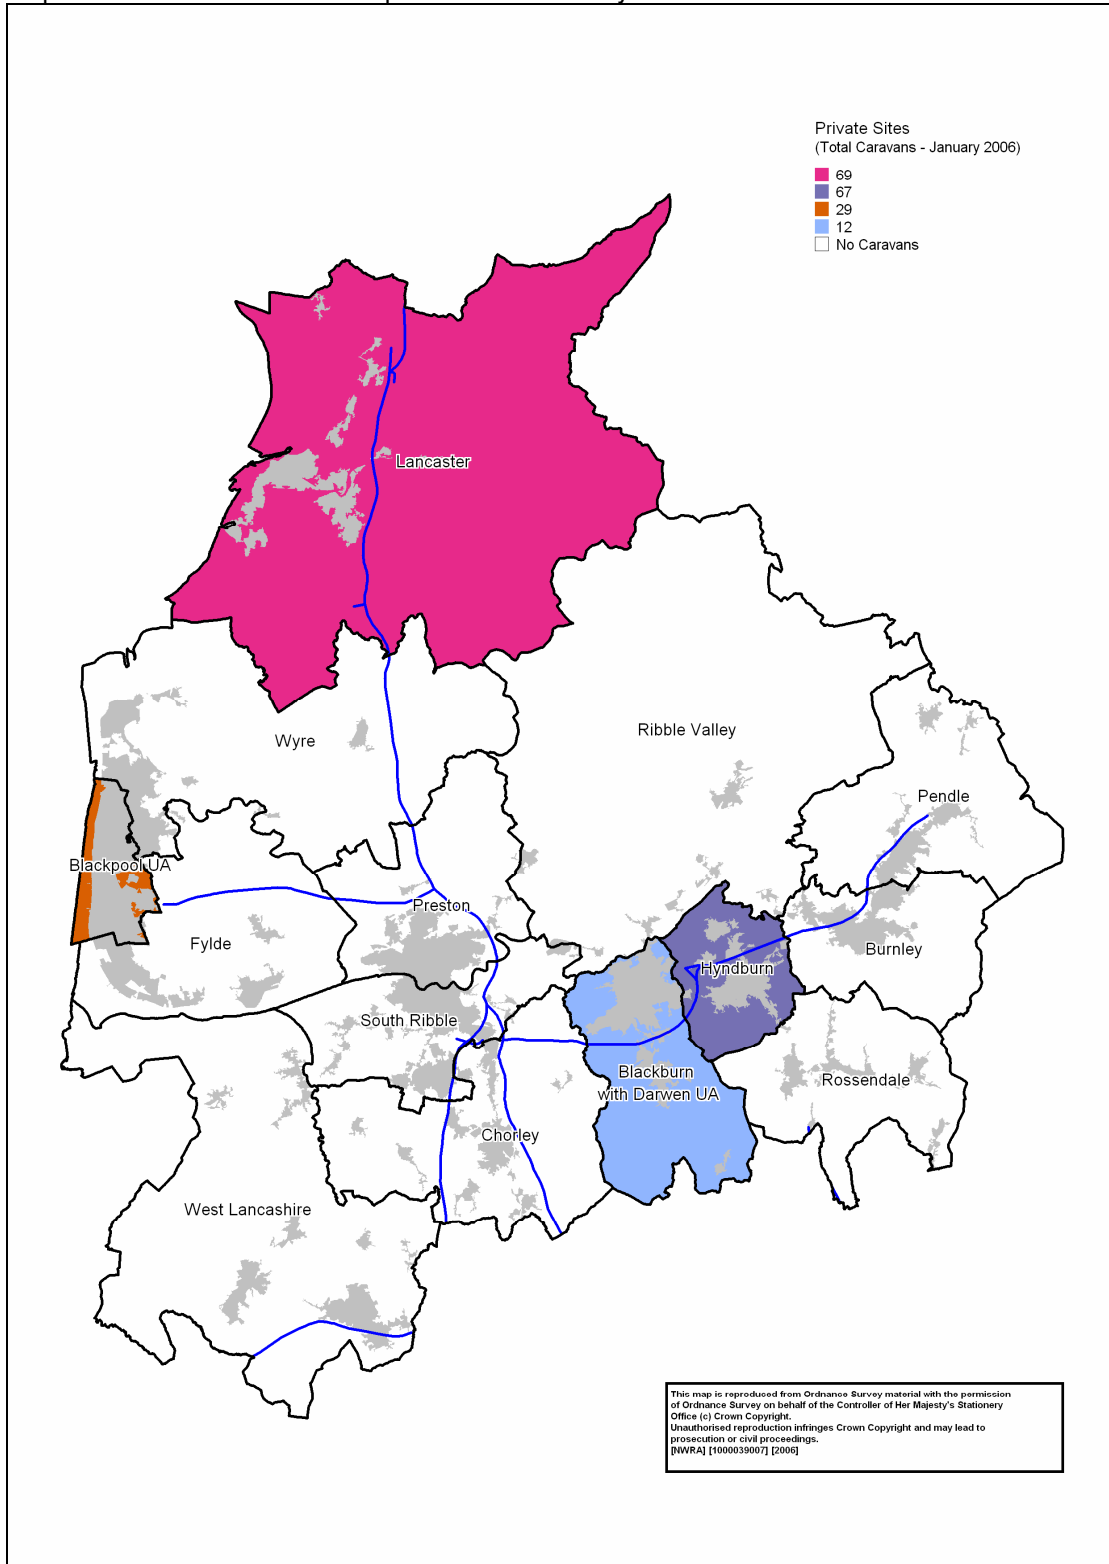 Private Sites
(Total Caravans - January 2006)
69
67
29
12
No Caravans
Lancaster
Wyre
Ribble Valley
Pendle
Blackpool UA
Preston
Fylde
Burnley
Hyndburn
South Ribble
Blackburn
with Darwen UA
Rossendale
Chorley
West Lancashire
This map is reproduced from Ordnance Survey material with the permission
of Ordnance Survey on behalf of the Controller of Her Majesty's Stationery
Office (c) Crown Copyright.
Unauthorised reproduction infringes Crown Copyright and may lead to
prosecution or civil proceedings.
[NWRA] [1000039007] [2006]